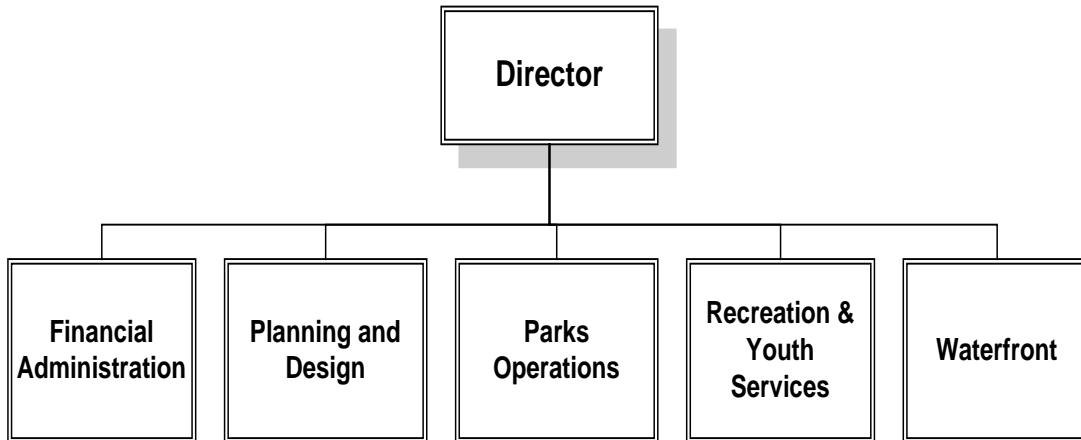 Director
Financial
Administration
Planning and
Design
Parks
Operations
Recreation &
Youth
Services
Waterfront